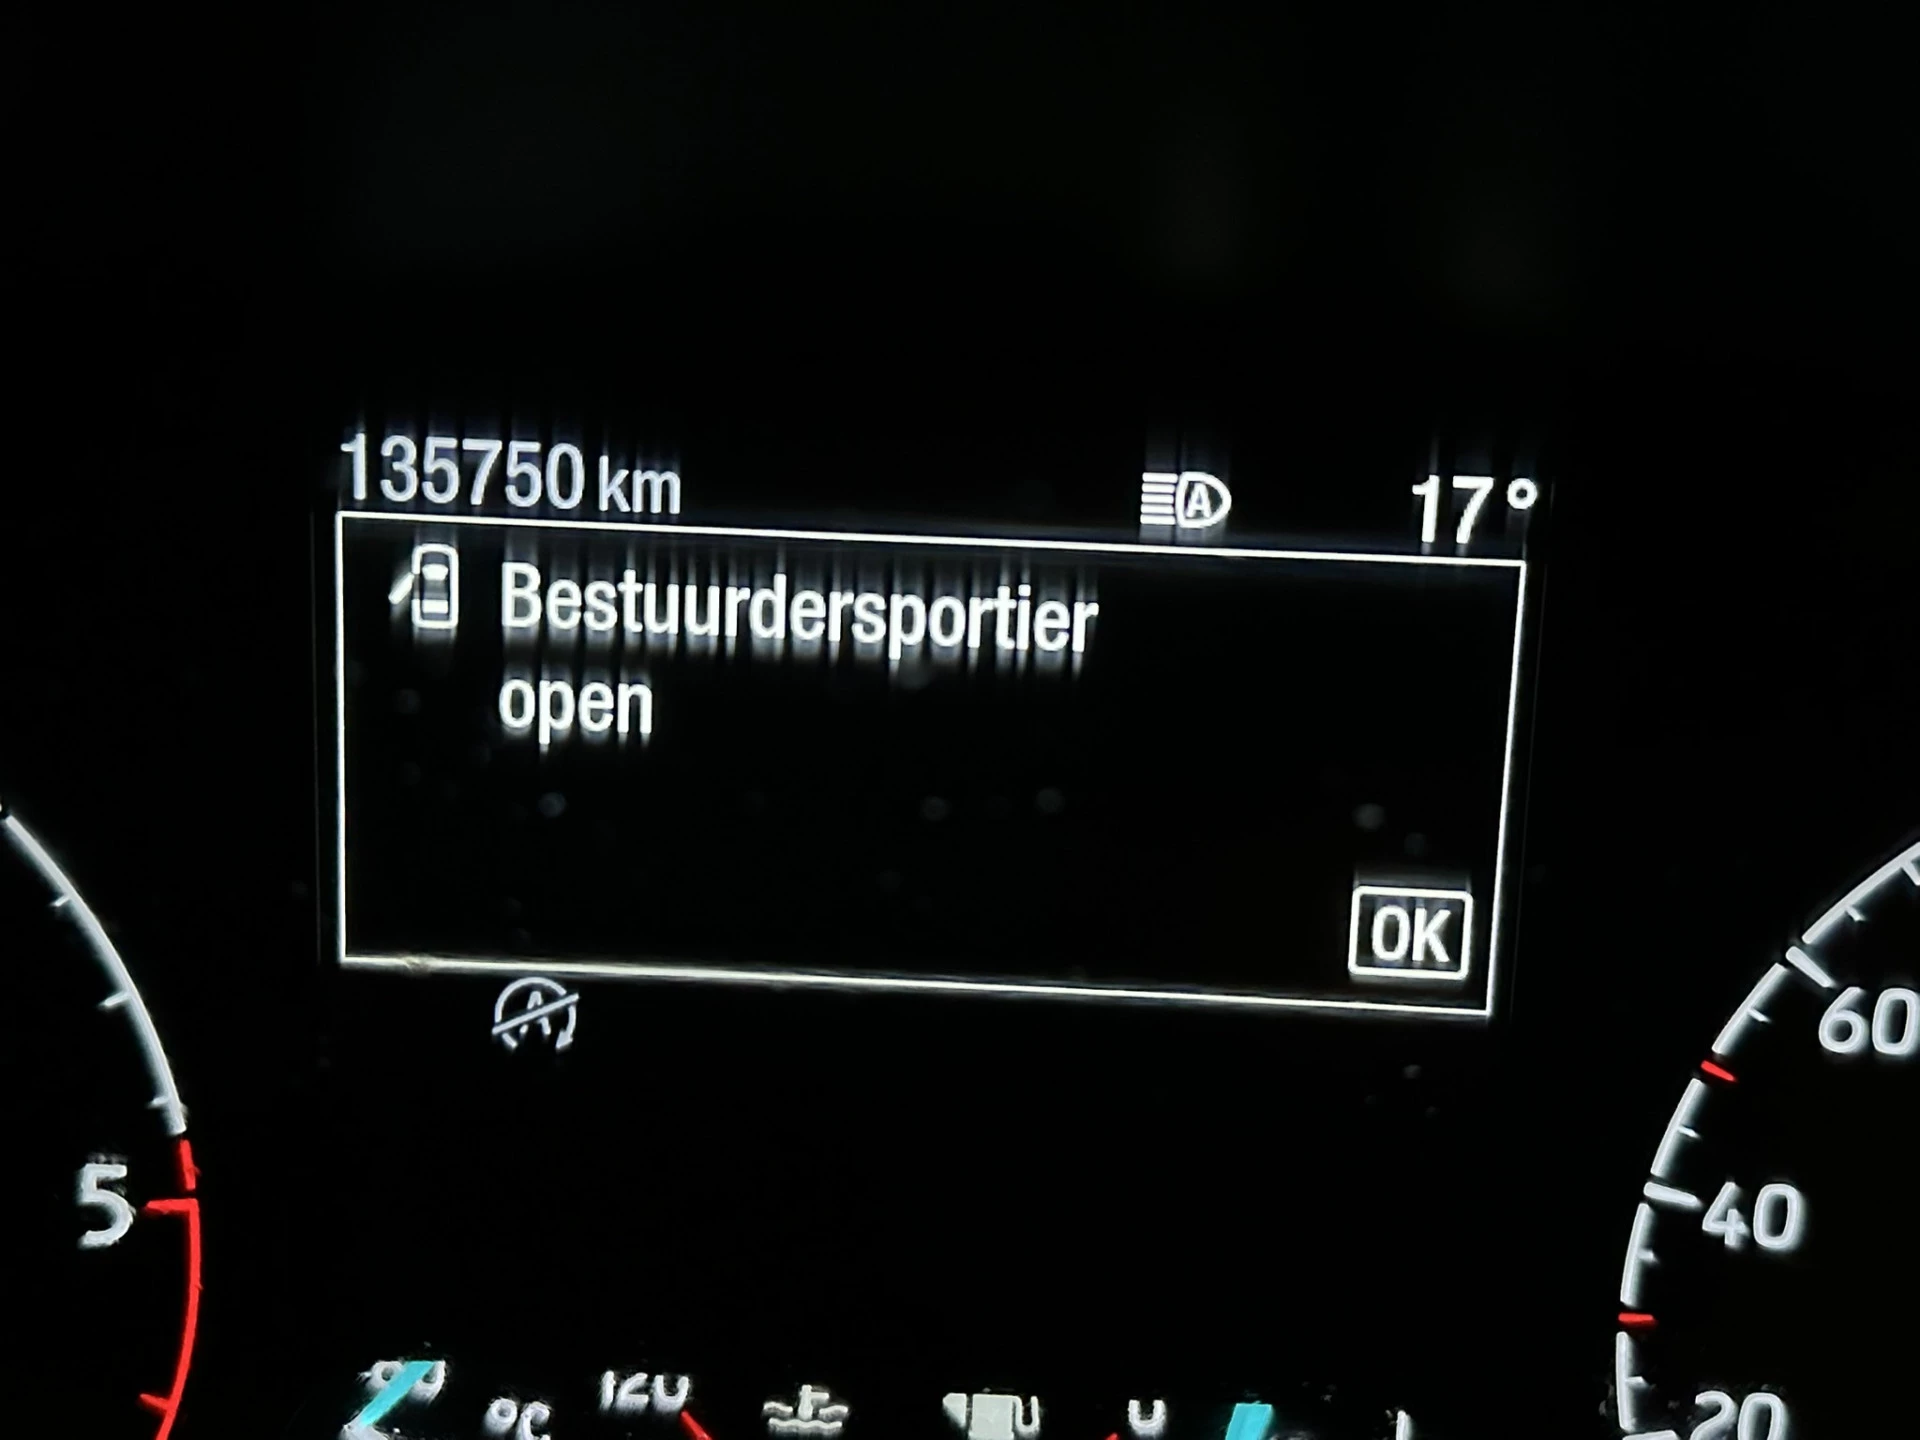 135750 km A 17°
Bestuurdersportier
open
OK
A
60
5
40
°C
20